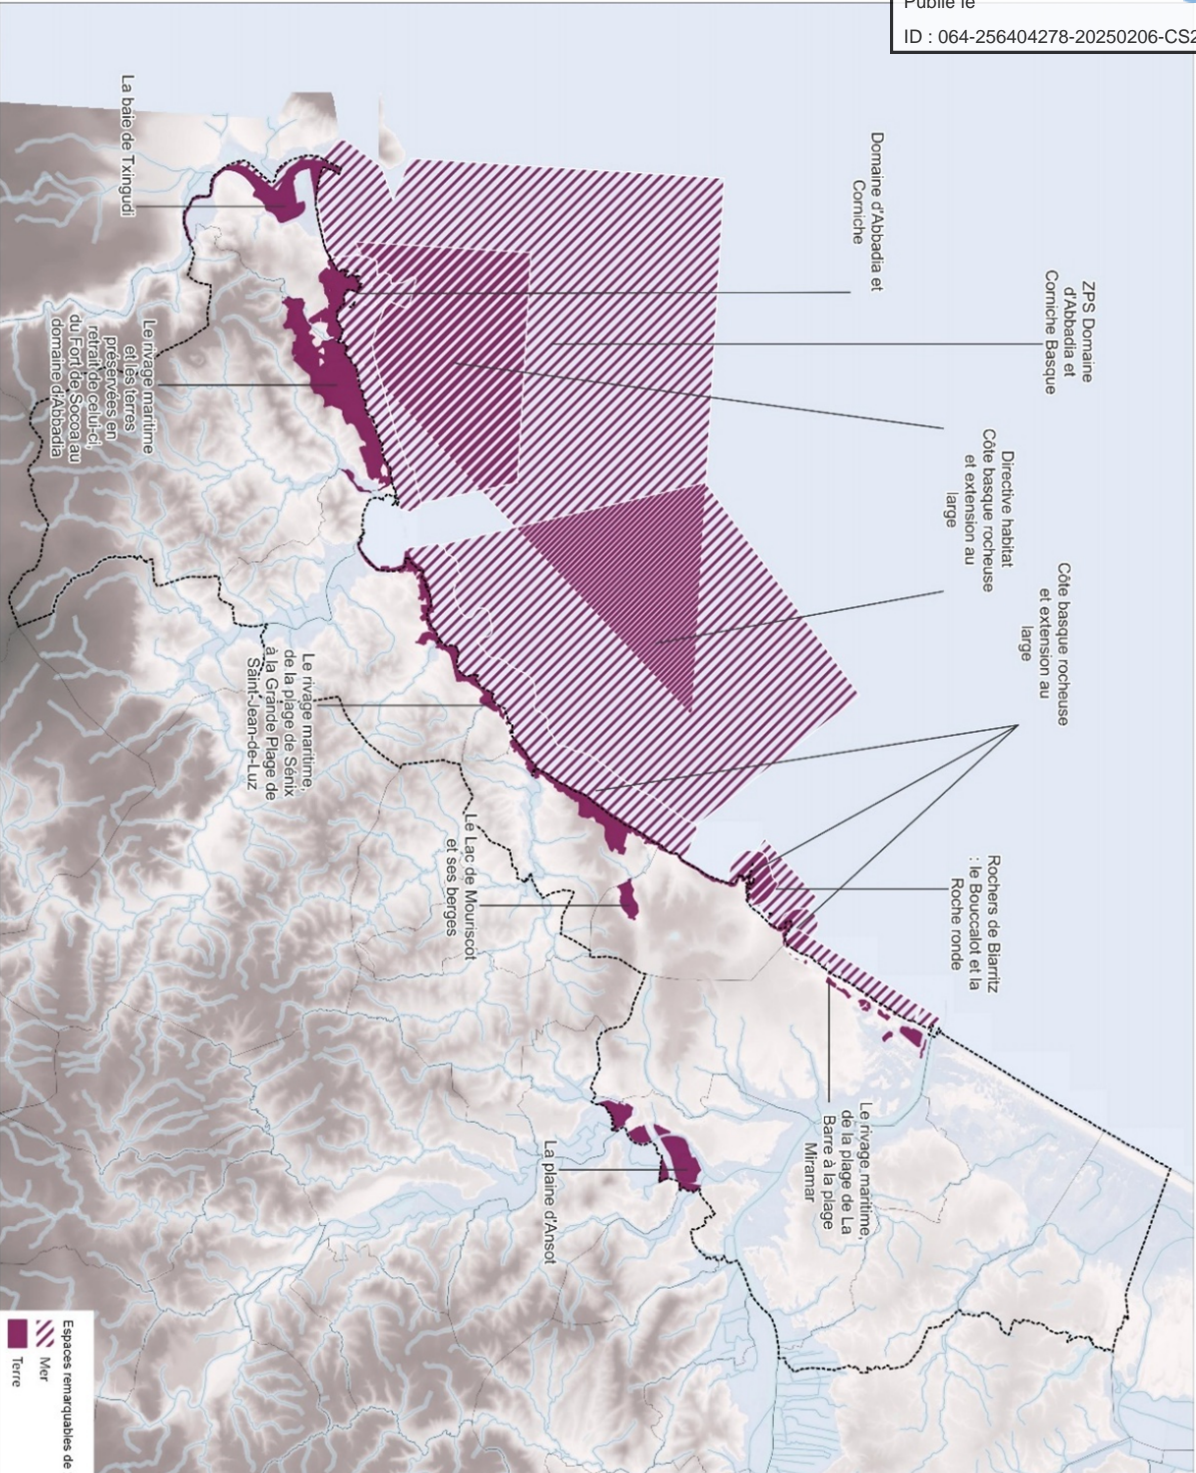 Publié le
ID : 064-256404278-20250206-CS2
ZPS Domaine
d'Abbadia et
Corniche Basque
Côte basque rocheuse
et extension au
large
Directive habitat
Côte basque rocheuse
et extension au
large
Rochers de Biarritz
: le Boucalot et la
Roche ronde
Domaine d'Abbadia et
Corniche
Le rivage maritime,
de la plage de La
Barre à la plage
Miramar
La plaine d'Ansot
Le Lac de Mouriscot
et ses berges
Le rivage maritime,
de la plage de Sénix
à la Grande Plage de
Saint-Jean-de-Luz
Le rivage maritime
et les terres
préservées en
retrait de celui-ci,
du Fort de Socoa au
domaine d'Abbadia
La baie de Txingudi
Espaces remarquables de
Mer
Terre